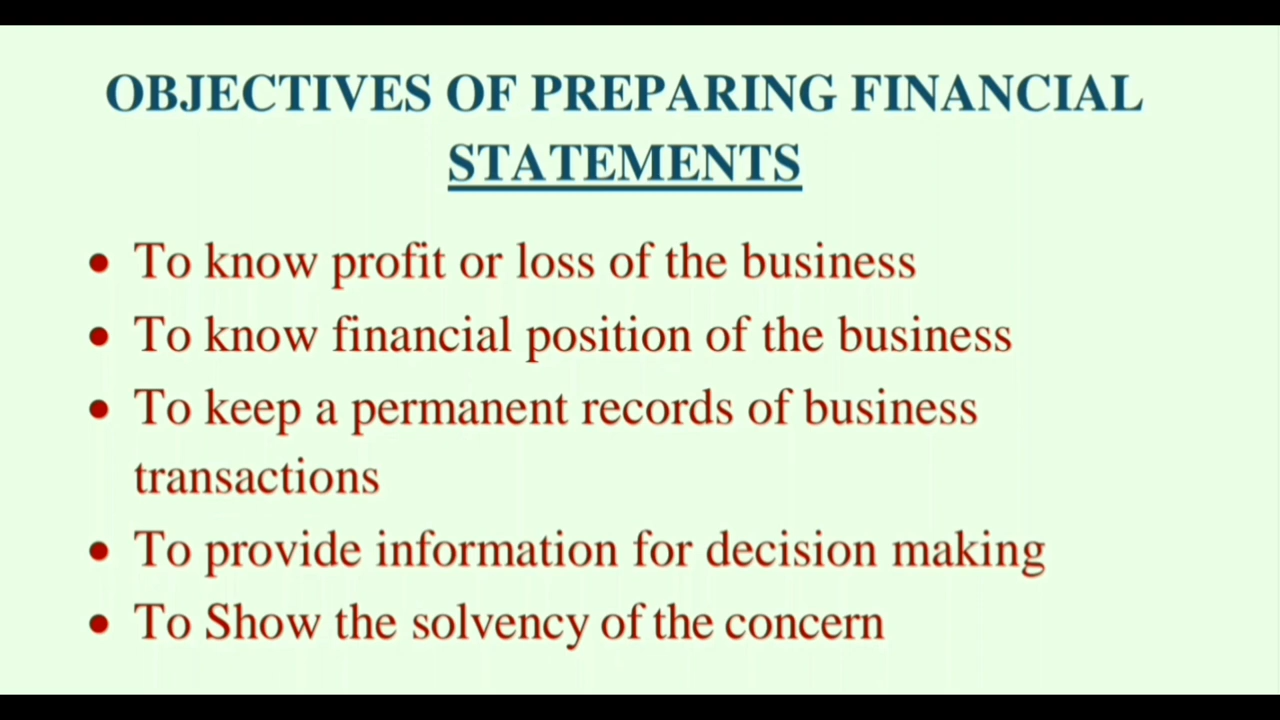 OBJECTIVES OF PREPARING FINANCIAL
STATEMENTS
• To know profit or loss of the business
• To know financial position of the business
• To keep a permanent records of business
transactions
• To provide information for decision making
• To Show the solvency of the concern